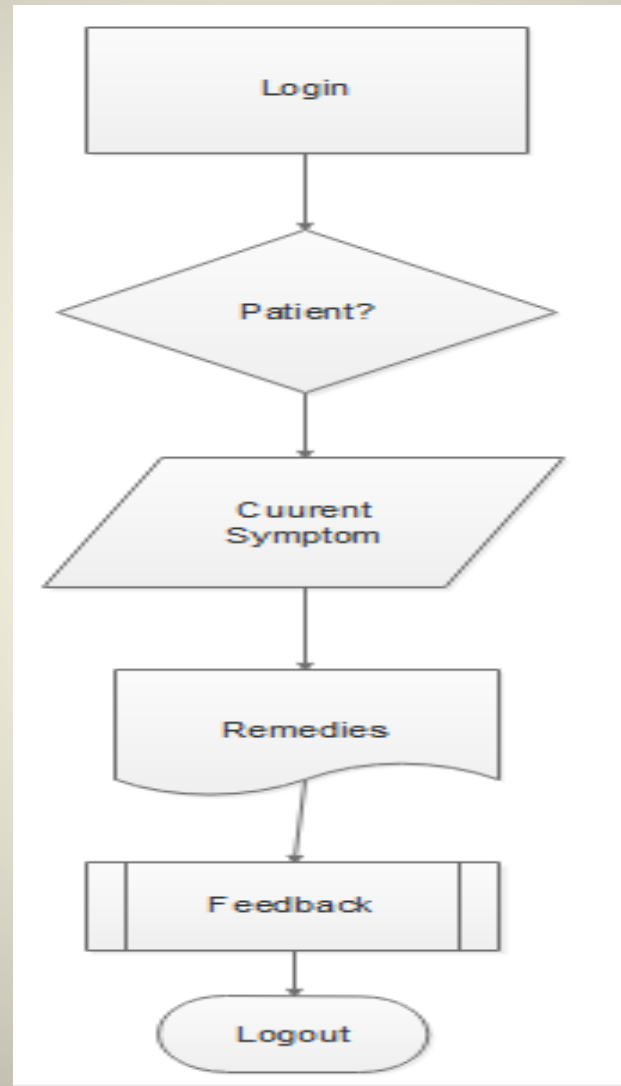 Login
Patient?
Cuurent
Symptom
Remedies
Feedback
Logout